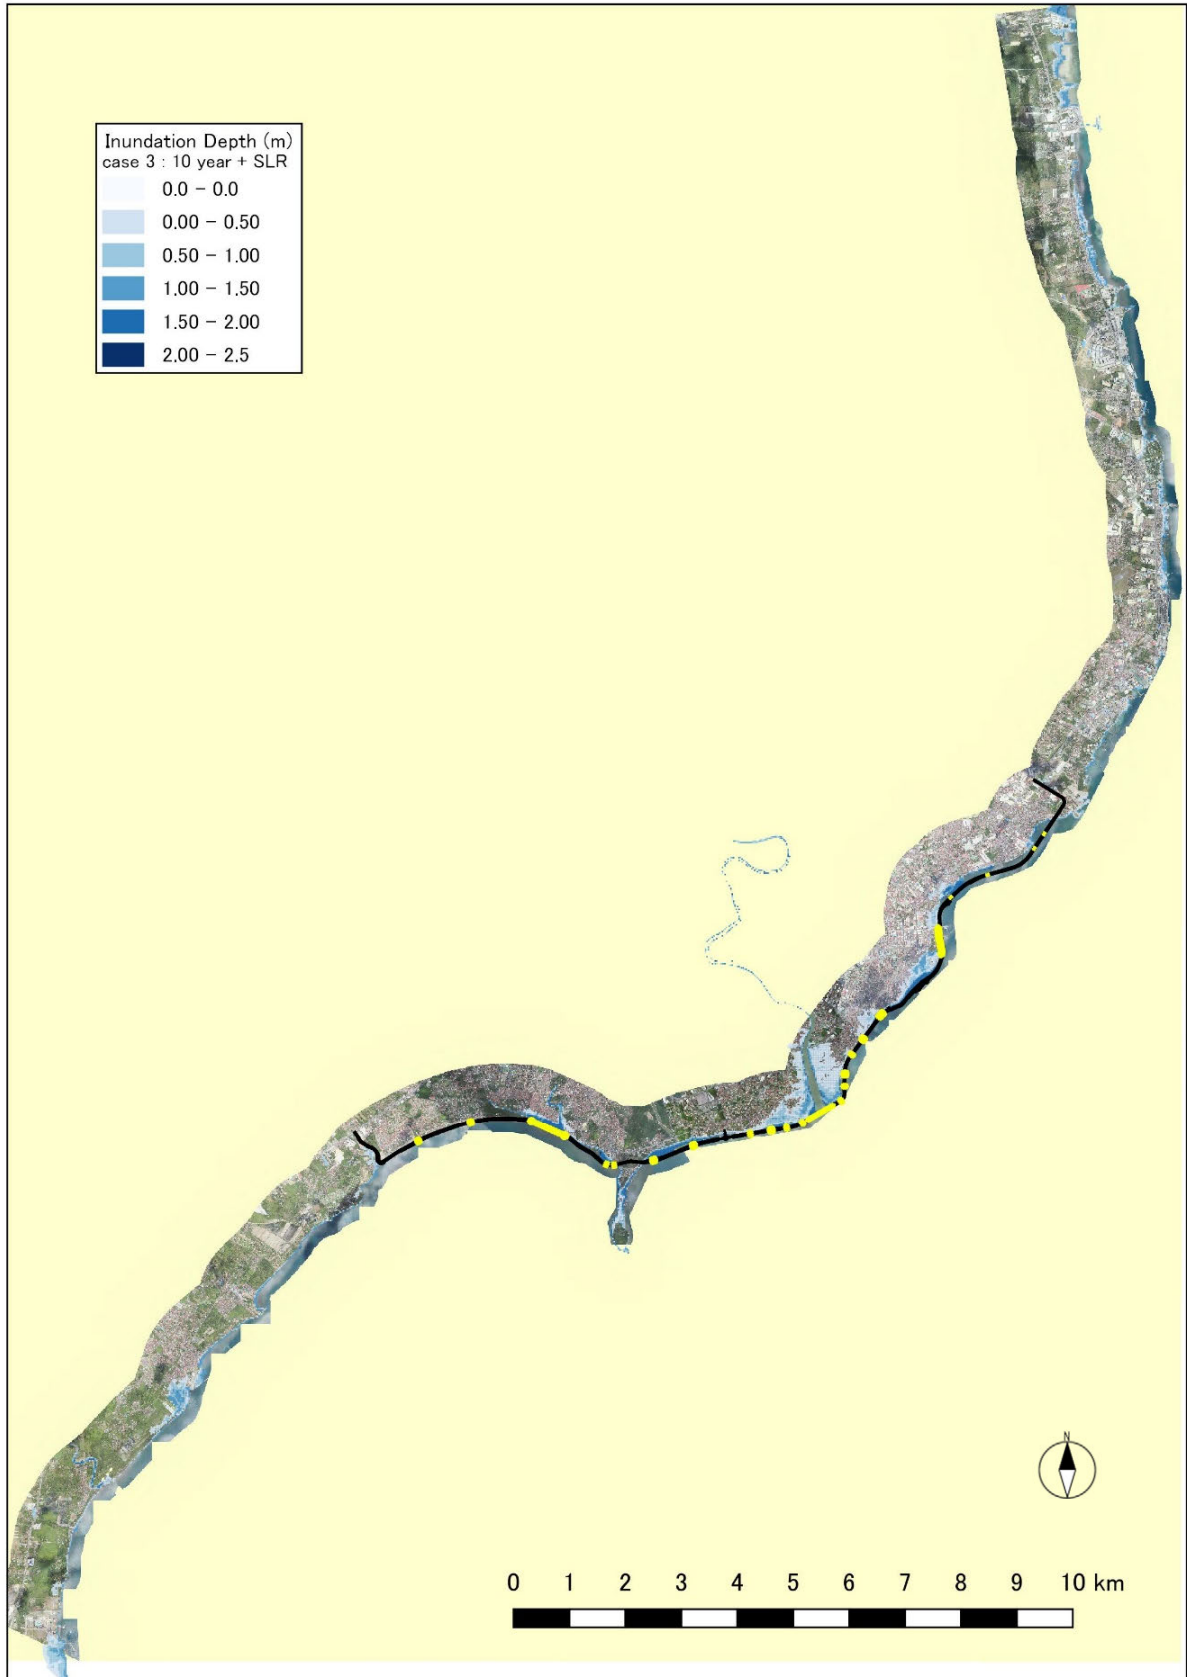 Inundation Depth (m)
case 3 : 10 year + SLR
0.0 - 0.0
0.00 - 0.50
0.50 - 1.00
1.00 - 1.50
1.50 - 2.00
2.00 - 2.5
N
0 1 2 3 4 5 6 7 8 9 10 km